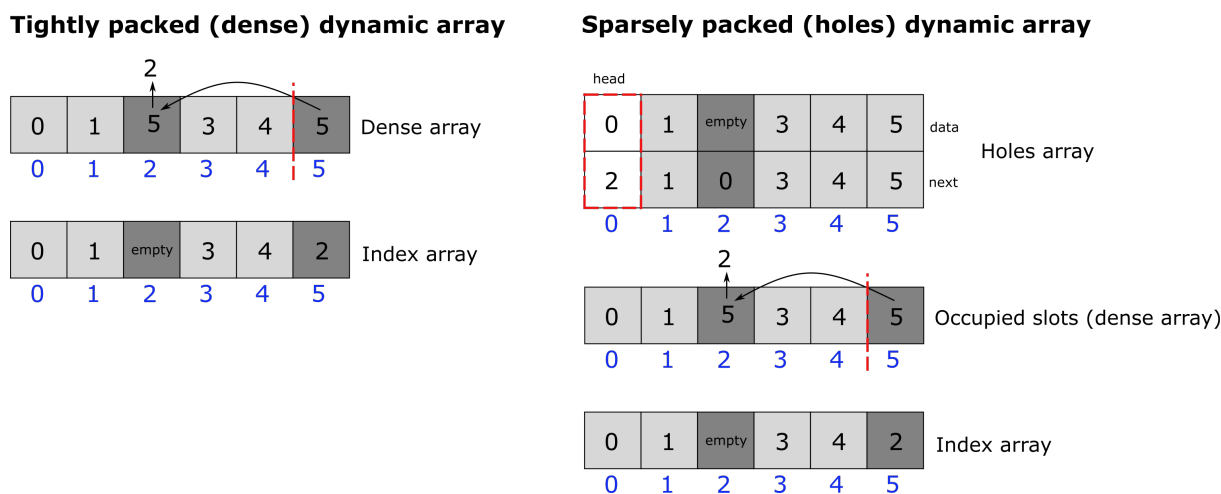 Tightly packed (dense) dynamic array
2
0 1 5 3 4 5 Dense array
0 1 2 3 4 5
0 1 empty 3 4 2 Index array
0 1 2 3 4 5
Sparsely packed (holes) dynamic array
head
0 1 empty 3 4 5 data
Holes array
2 1 0 3 4 5 next
0 1 2 3 4 5
2
0 1 5 3 4 5 Occupied slots (dense array)
0 1 2 3 4 5
0 1 empty 3 4 2 Index array
0 1 2 3 4 5